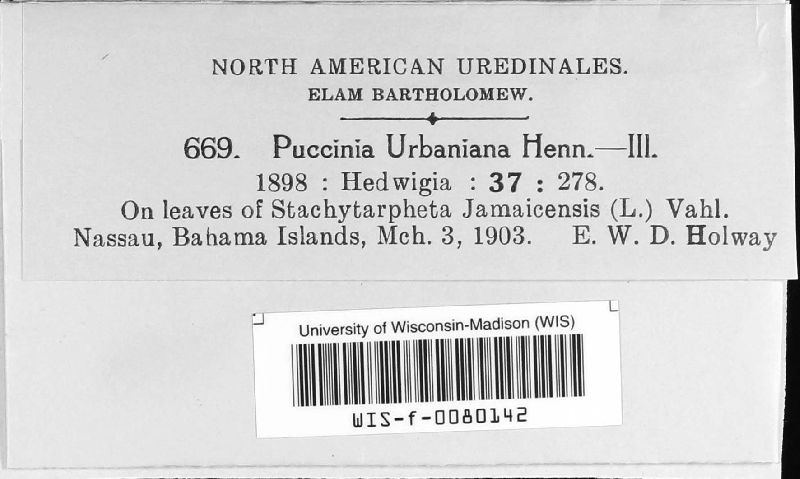 NORTH AMERICAN UREDINALES.
ELAM BARTHOLOMEW.
669. Puccinia Urbaniana Henn.—III.
1898 : Hedwigia : 37 : 278.
On leaves of Stachytarpheta Jamaicensis (L.) Vahl.
Nassau, Bahama Islands, Mch. 3, 1903. E. W. D. Holway
University of Wisconsin-Madison (WIS)
WIS-f-0080142